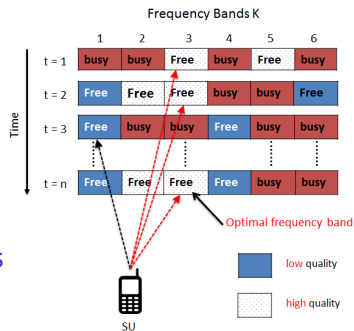 Frequency Bands K
1 2 3 4 5 6
t = 1 busy busy Free busy Free busy
t = 2 Free Free Free busy busy Free
t = 3 Free busy busy Free busy busy
t = n Free Free Free Free busy busy
Time
Optimal frequency band
s
low quality
high quality
SU